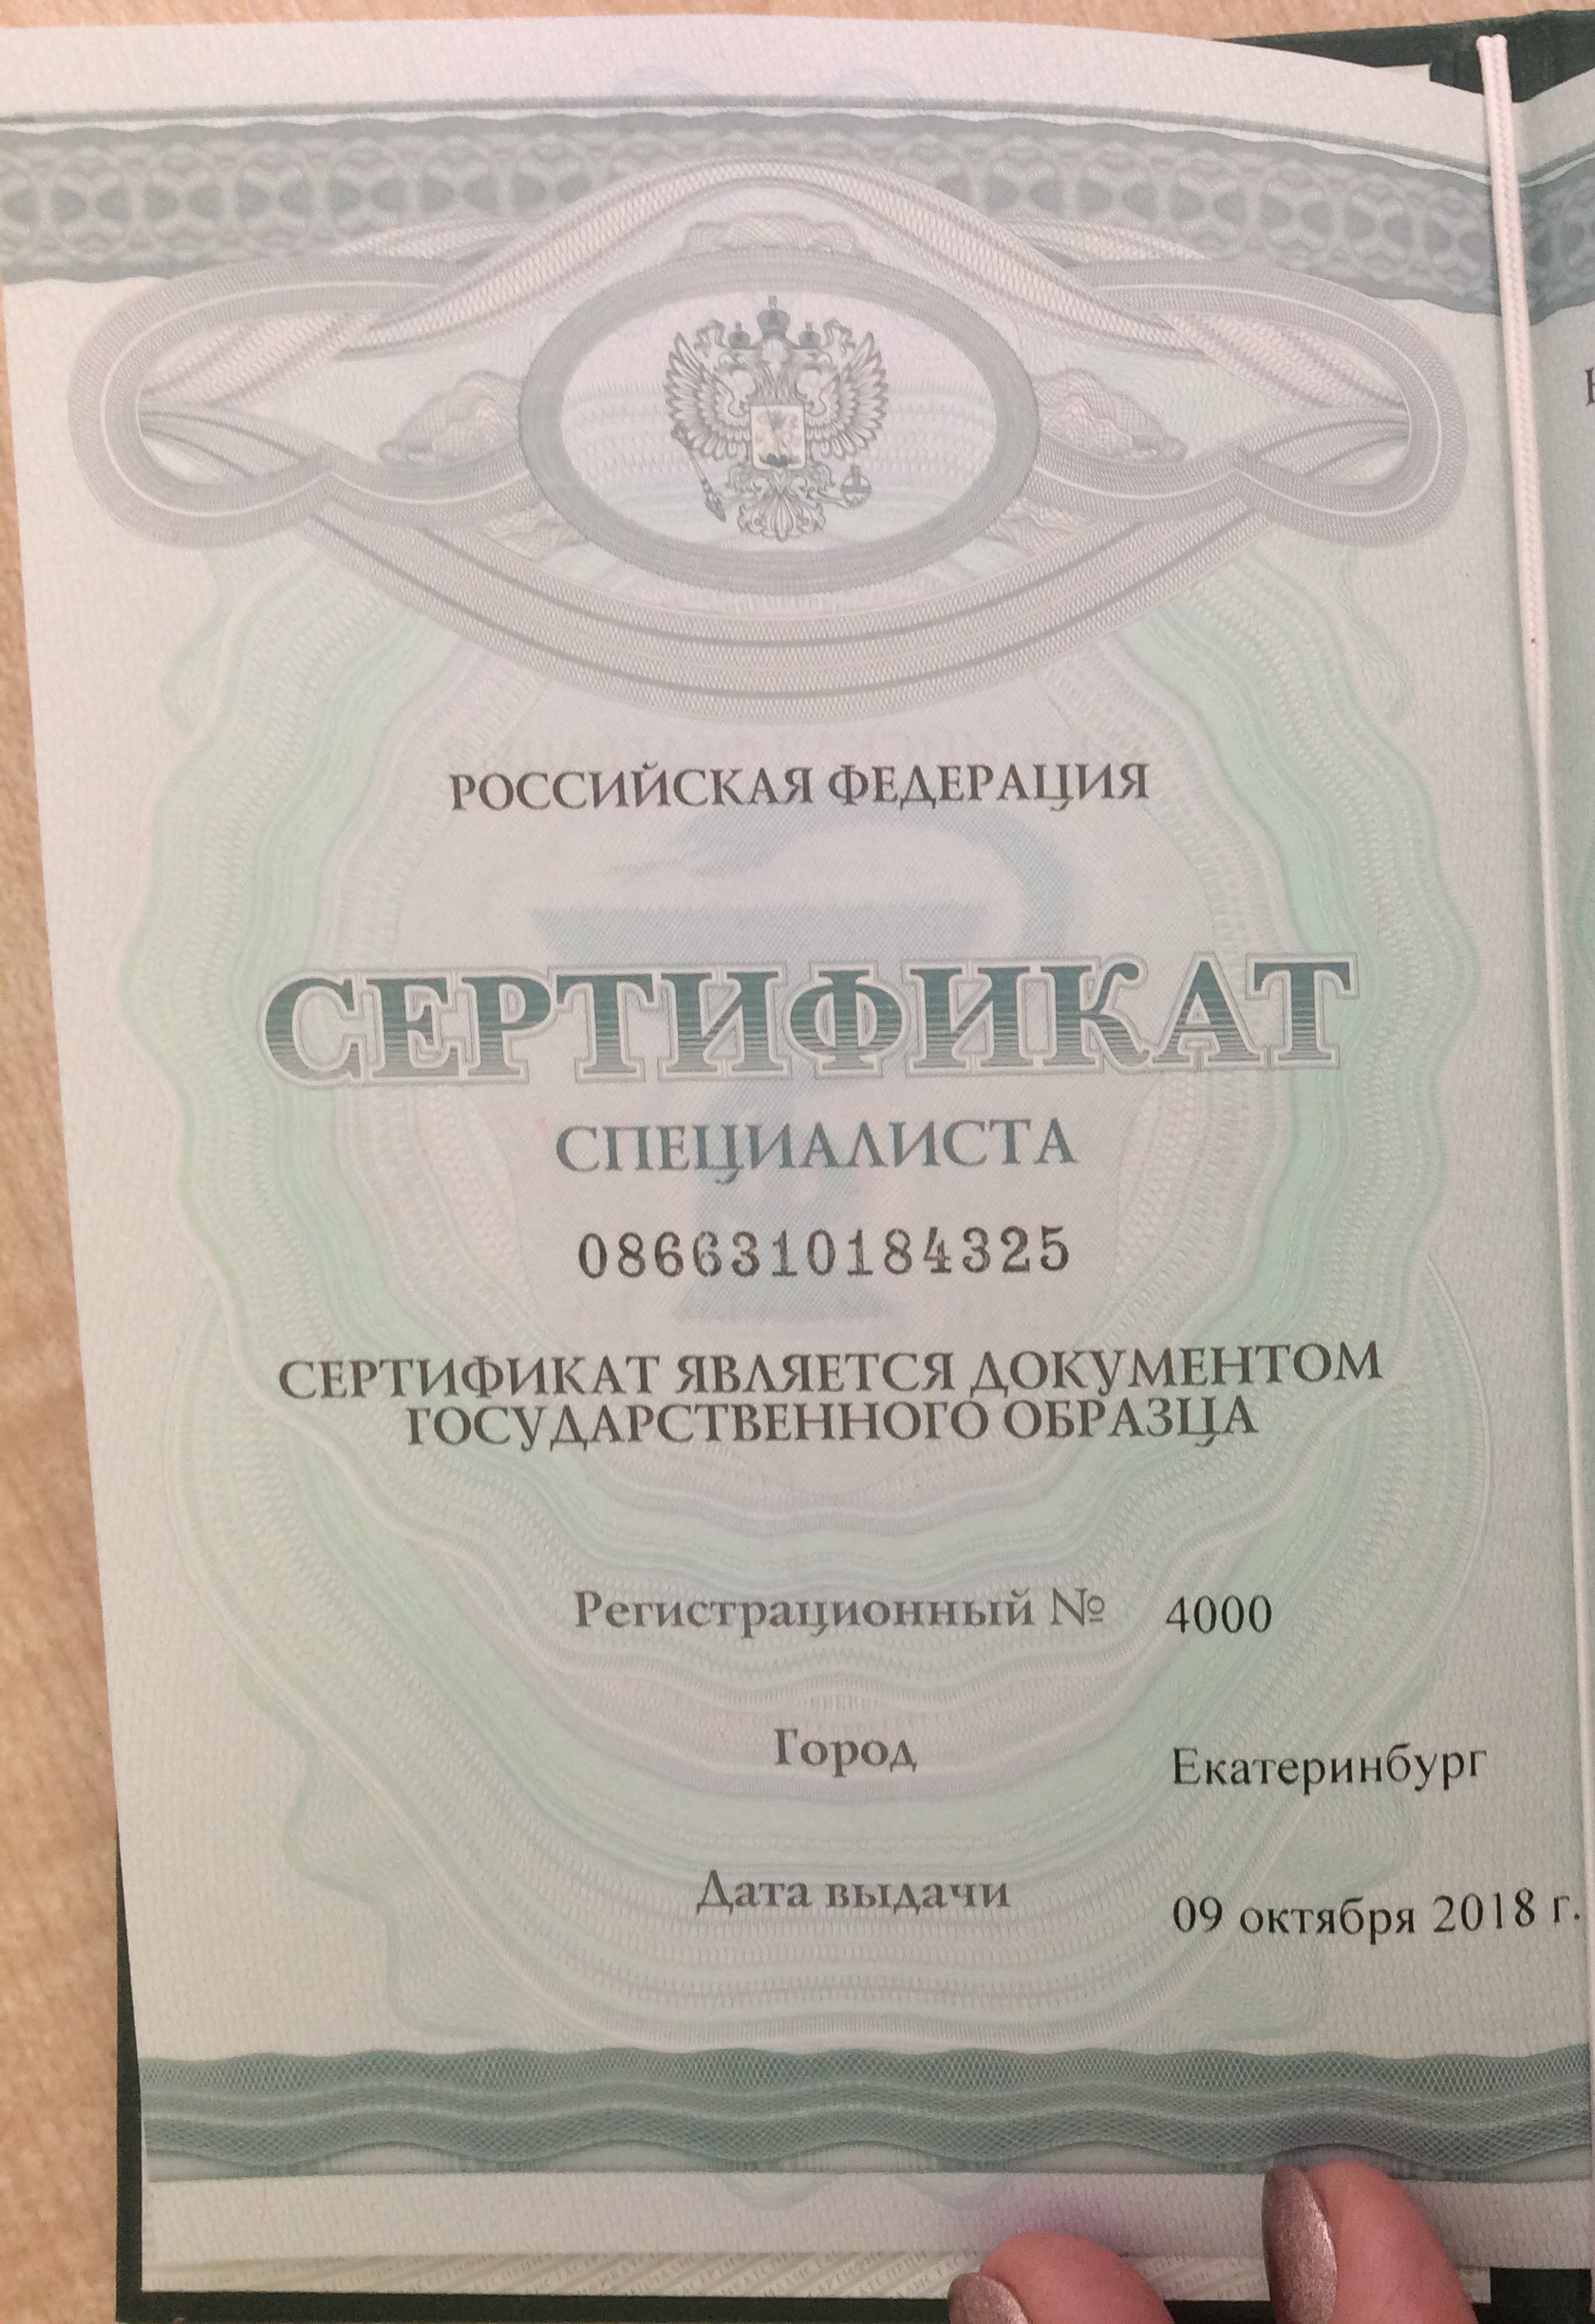 РОССИЙСКАЯ ФЕДЕРАЦИЯ
СЕРТИФИКАТ
СПЕЦИАЛИСТА
0866310184325
СЕРТИФИКАТ ЯВЛЯЕТСЯ ДОКУМЕНТОМ
ГОСУДАРСТВЕННОГО ОБРАЗЦА
Регистрационный № 4000
Город Екатеринбург
Дата выдачи 09 октября 2018 г.